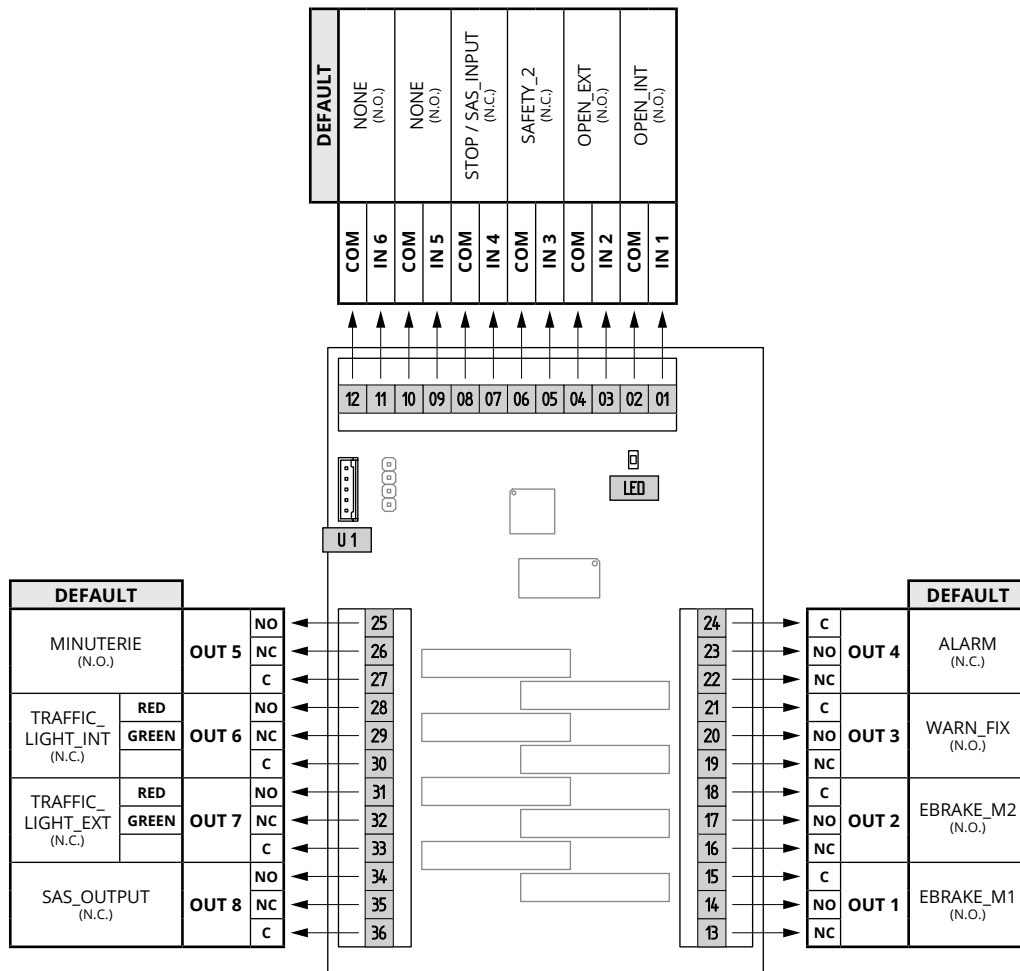 DEFAULT
NONE
(N.O.)
NONE
(N.O.)
STOP / SAS_INPUT
(N.C.)
SAFETY_2
(N.C.)
OPEN_EXT
(N.O.)
OPEN_INT
(N.O.)
COM
IN 6
COM
IN 5
COM
IN 4
COM
IN 3
COM
IN 2
COM
IN 1
12 11 10 09 08 07 06 05 04 03 02 01
LED
U 1
DEFAULT
MINUTERIE
(N.O.)
OUT 5
NO
NC
C
TRAFFIC_
LIGHT_INT
(N.C.)
RED
GREEN
OUT 6
NO
NC
C
TRAFFIC_
LIGHT_EXT
(N.C.)
RED
GREEN
OUT 7
NO
NC
C
SAS_OUTPUT
(N.C.)
OUT 8
NO
NC
C
25
26
27
28
29
30
31
32
33
34
35
36
24
23
22
21
20
19
18
17
16
15
14
13
DEFAULT
C
NO
NC
OUT 4
ALARM
(N.C.)
C
NO
NC
OUT 3
WARN_FIX
(N.O.)
C
NO
NC
OUT 2
EBRAKE_M2
(N.O.)
C
NO
NC
OUT 1
EBRAKE_M1
(N.O.)